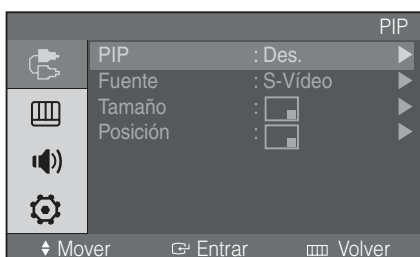 PIP
PIP : Des.
Fuente : S-Vídeo
Tamaño :
Posición :
Mover Entrar Volver